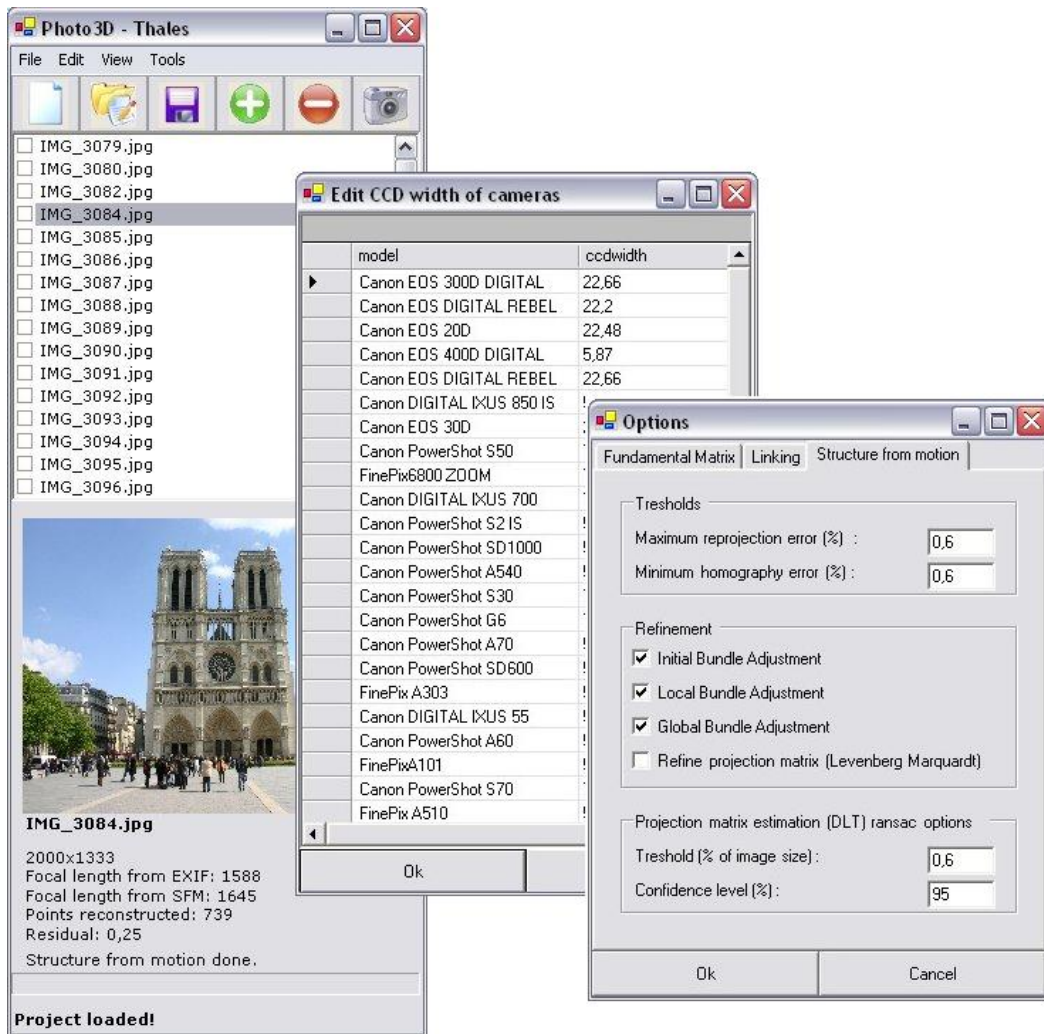 Photo3D - Thales
File Edit View Tools
IMG_3079.jpg
IMG_3080.jpg
IMG_3082.jpg
IMG_3084.jpg
IMG_3085.jpg
IMG_3086.jpg
IMG_3087.jpg
IMG_3088.jpg
IMG_3089.jpg
IMG_3090.jpg
IMG_3091.jpg
IMG_3092.jpg
IMG_3093.jpg
IMG_3094.jpg
IMG_3095.jpg
IMG_3096.jpg
IMG_3084.jpg
2000x1333
Focal length from EXIF: 1588
Focal length from SFM: 1645
Points reconstructed: 739
Residual: 0,25
Structure from motion done.
Project loaded!
Edit CCD width of cameras
model ccdwidth
Canon EOS 300D DIGITAL 22,66
Canon EOS DIGITAL REBEL 22,2
Canon EOS 20D 22,48
Canon EOS 400D DIGITAL 5,87
Canon EOS DIGITAL REBEL 22,66
Canon DIGITAL IXUS 850 IS
Canon EOS 30D
Canon PowerShot S50
FinePix6800 ZOOM
Canon DIGITAL IXUS 700
Canon PowerShot S2 IS
Canon PowerShot SD1000
Canon PowerShot A540
Canon PowerShot S30
Canon PowerShot G6
Canon PowerShot A70
Canon PowerShot SD600
FinePix A303
Canon DIGITAL IXUS 55
Canon PowerShot A60
FinePixA101
Canon PowerShot S70
FinePix A510
Ok
Options
Fundamental Matrix Linking Structure from motion
Tresholds
Maximum reprojection error (%) : 0,6
Minimum homography error (%) : 0,6
Refinement
Initial Bundle Adjustment
Local Bundle Adjustment
Global Bundle Adjustment
Refine projection matrix (Levenberg Marquardt)
Projection matrix estimation (DLT) ransac options
Treshold (% of image size) : 0,6
Confidence level (%) : 95
Ok Cancel